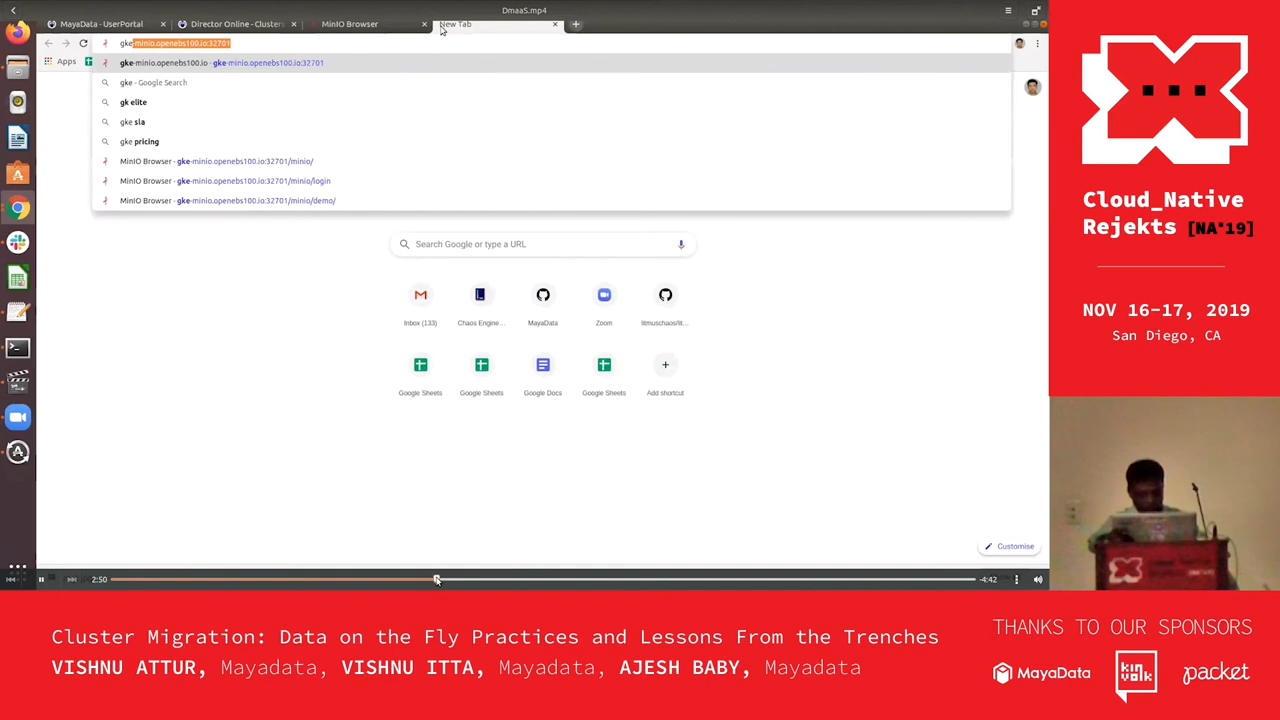 DmaaS.mp4
MayaData - UserPortal
Director Online - Clusters
MinIO Browser
New Tab
gke-minio.openebs100.io:32701
Apps
gke-minio.openebs100.io - gke-minio.openebs100.io:32701
gke - Google Search
gk elite
gke sla
gke pricing
MinIO Browser - gke-minio.openebs100.io:32701/minio/
MinIO Browser - gke-minio.openebs100.io:32701/minio/login
MinIO Browser - gke-minio.openebs100.io:32701/minio/demo/
Search Google or type a URL
Inbox (133)
Chaos Engine...
MayaData
Zoom
litmuschaos/lit...
Google Sheets
Google Sheets
Google Docs
Google Sheets
Add shortcut
Customise
2:50
-4:42
Cloud_Native
Rejekts [NA'19]
NOV 16-17, 2019
San Diego, CA
Cluster Migration: Data on the Fly Practices and Lessons From the Trenches
VISHNU ATTUR, Mayadata, VISHNU ITTA, Mayadata, AJESH BABY, Mayadata
THANKS TO OUR SPONSORS
MayaData
kinvolk
packet